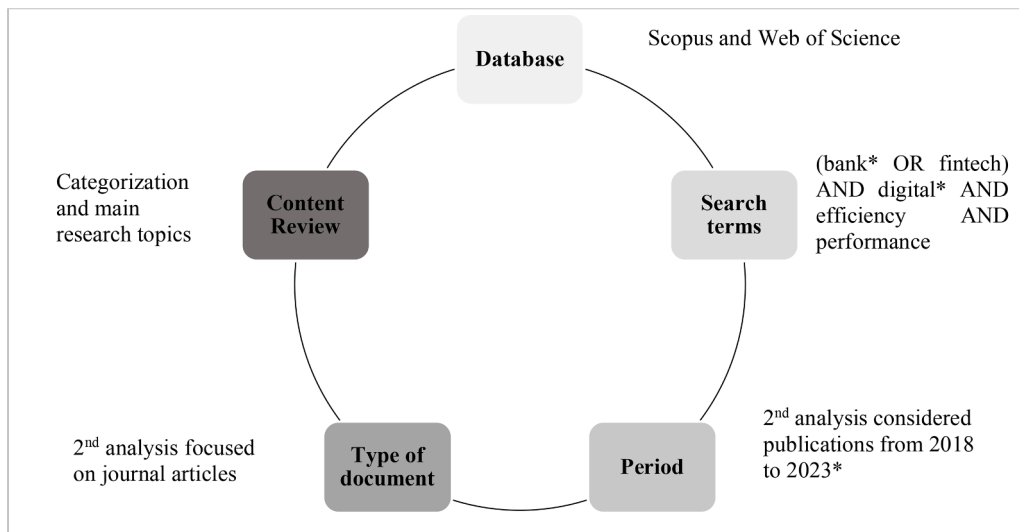 Database
Scopus and Web of Science
Search
terms
(bank* OR fintech)
AND digital* AND
efficiency AND
performance
Period
2nd analysis considered
publications from 2018
to 2023*
Type of
document
2nd analysis focused
on journal articles
Content
Review
Categorization
and main
research topics